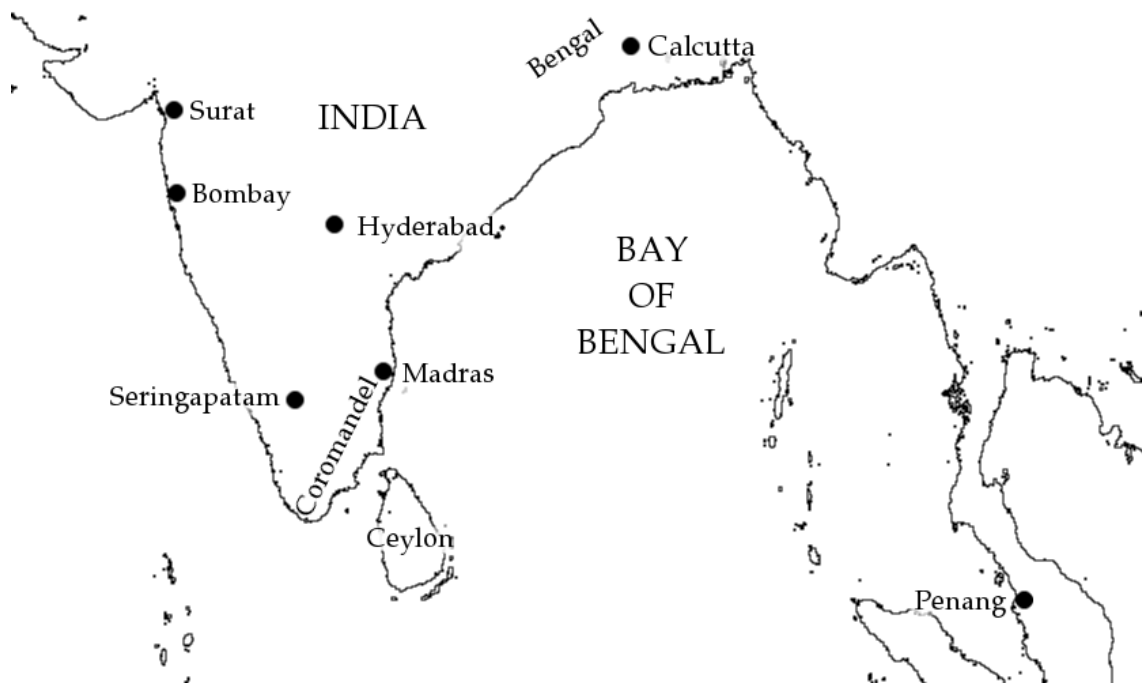 Bengal
Calcutta
Surat
INDIA
Bombay
Hyderabad
BAY
OF
BENGAL
Madras
Seringapatam
Coromandel
Ceylon
Penang